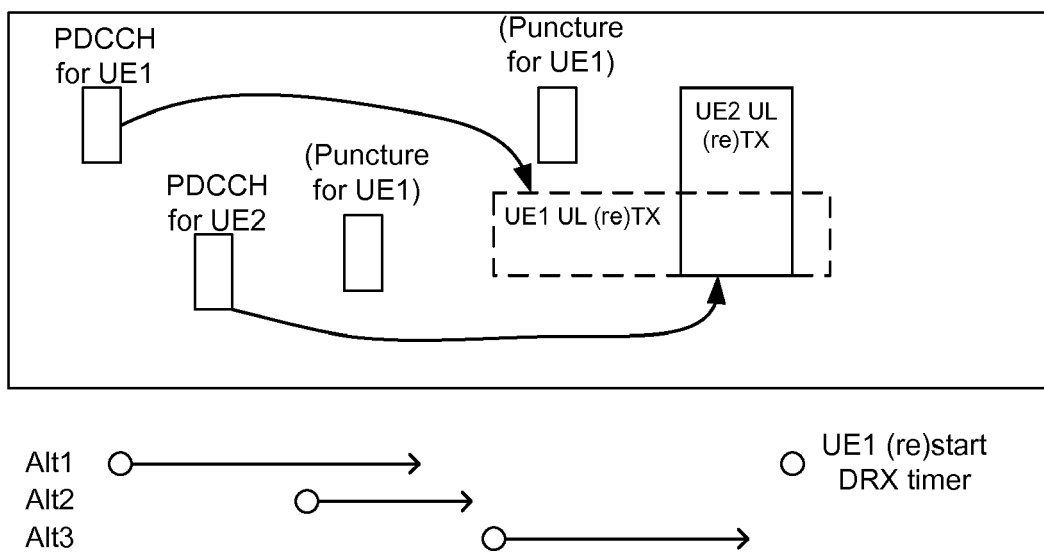 PDCCH
for UE1
(Puncture
for UE1)
UE2 UL
(re)TX
PDCCH
for UE2
(Puncture
for UE1)
UE1 UL (re)TX
Alt1
Alt2
Alt3
UE1 (re)start
DRX timer